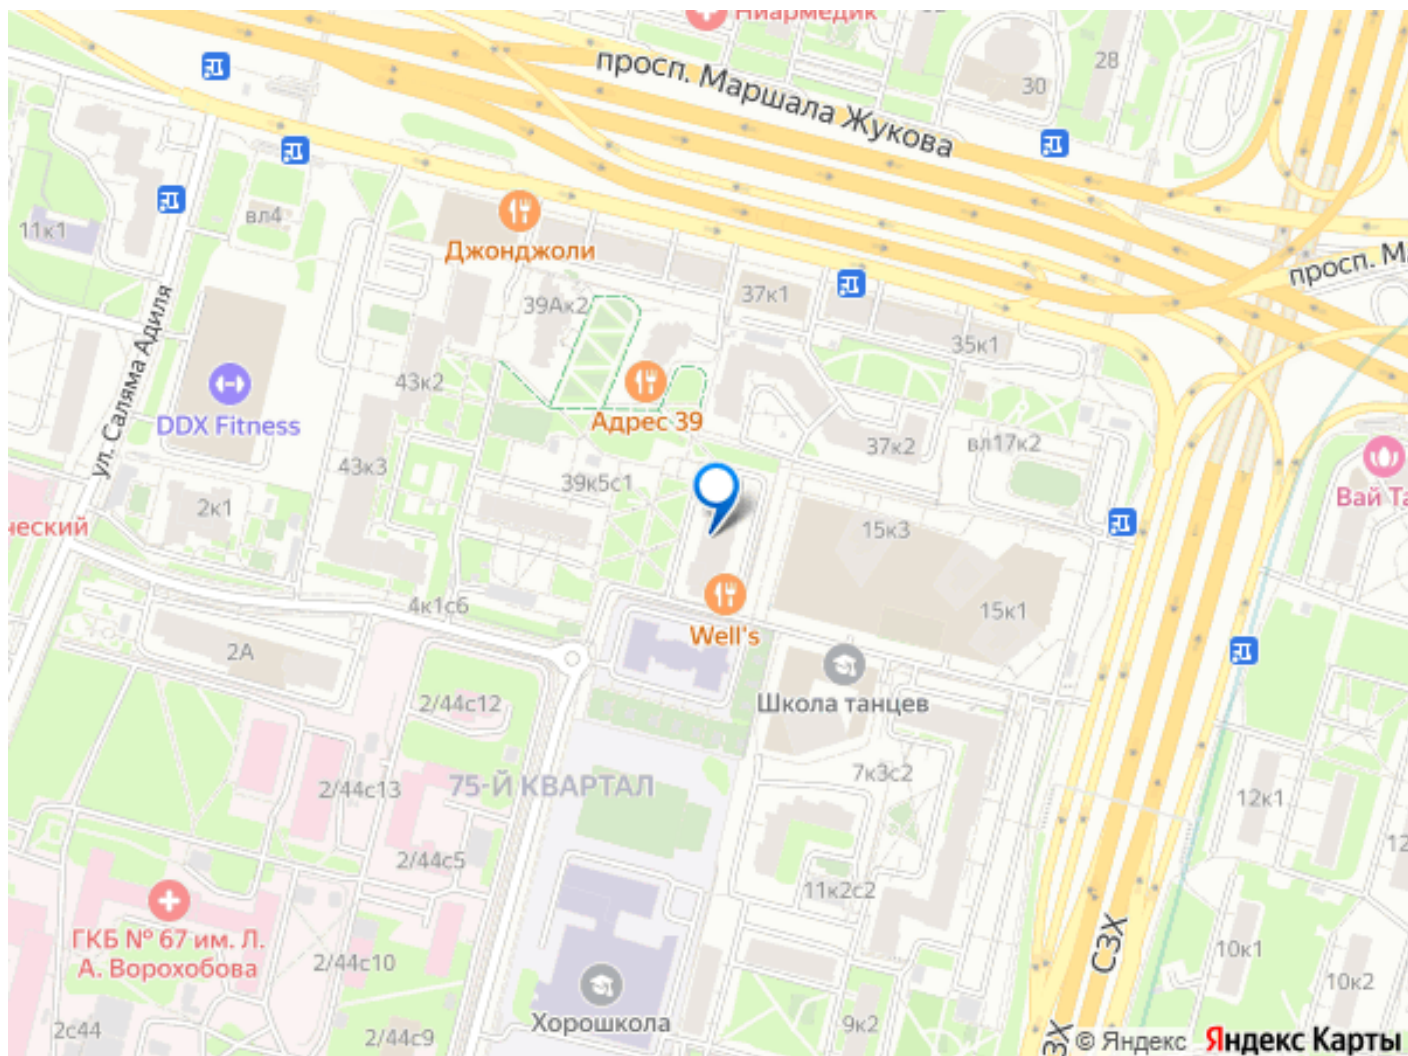 Ниармедик
28
30
просп. Маршала Жукова
11к1
вл4
Джонджоли
просп. М
39Ак2
37к1
35к1
ул. Саляма Адиля
43к2
DDX Fitness
Адрес 39
37к2
вл17к2
43к3
39к5с1
2к1
Вай Та
ческий
15к3
4к1с6
15к1
Well's
2А
2/44с12
Школа танцев
75-Й КВАРТАЛ
7к3с2
2/44с13
12к1
2/44с5
12
11к2с2
ГКБ № 67 им. Л.
А. Ворохобова
2/44с10
СЗХ
10к1
10к2
Хорошкола
2с44
2/44с9
9к2
ЗХ
© Яндекс
Яндекс Карты